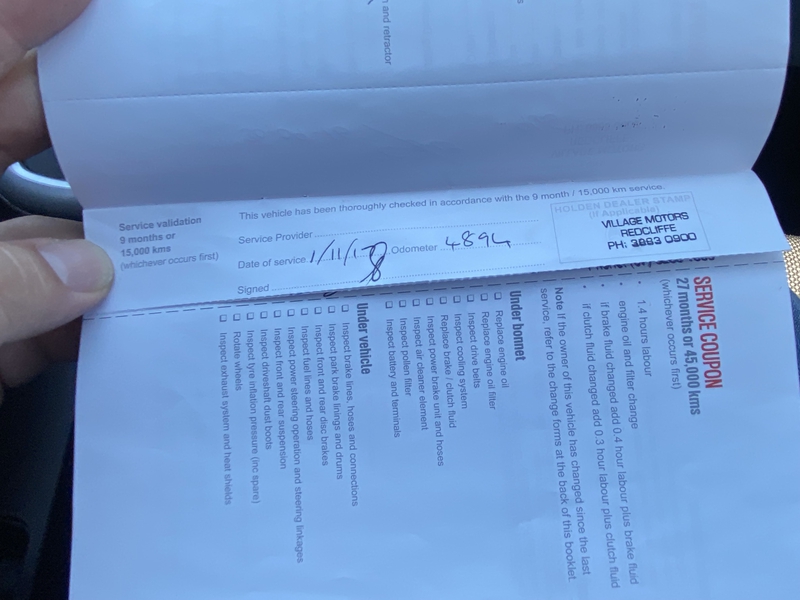 and retractor
Service validation
9 months or
15,000 kms
(whichever occurs first)
This vehicle has been thoroughly checked in accordance with the 9 month / 15,000 km service.
Service Provider
Date of service 1/11/17 Odometer 4894
Signed
HOLDEN DEALER STAMP
(If Applicable)
VILLAGE MOTORS
REDCLIFFE
PH: 3883 0900
SERVICE COUPON
27 months or 45,000 kms
(whichever occurs first)
• 1.4 hours labour
• engine oil and filter change
• if brake fluid changed add 0.4 hour labour plus brake fluid
• if clutch fluid changed add 0.3 hour labour plus clutch fluid
Note If the owner of this vehicle has changed since the last
service, refer to the change forms at the back of this booklet.
Under bonnet
❏ Replace engine oil
❏ Replace engine oil filter
❏ Inspect drive belts
❏ Inspect cooling system
❏ Replace brake / clutch fluid
❏ Inspect power brake unit and hoses
❏ Inspect air cleaner element
❏ Inspect pollen filter
❏ Inspect battery and terminals
Under vehicle
❏ Inspect brake lines, hoses and connections
❏ Inspect park brake linings and drums
❏ Inspect front and rear disc brakes
❏ Inspect fuel lines and hoses
❏ Inspect power steering operation and steering linkages
❏ Inspect front and rear suspension
❏ Inspect driveshaft dust boots
❏ Inspect tyre inflation pressure (inc spare)
❏ Rotate wheels
❏ Inspect exhaust system and heat shields